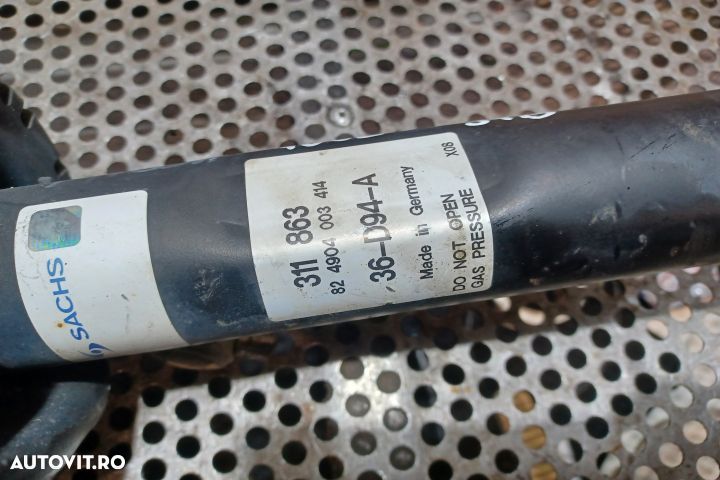 SACHS
311 863
82 4904 003 414
36-D94-A
Made in Germany
X08
DO NOT OPEN
GAS PRESSURE
AUTOVIT.RO